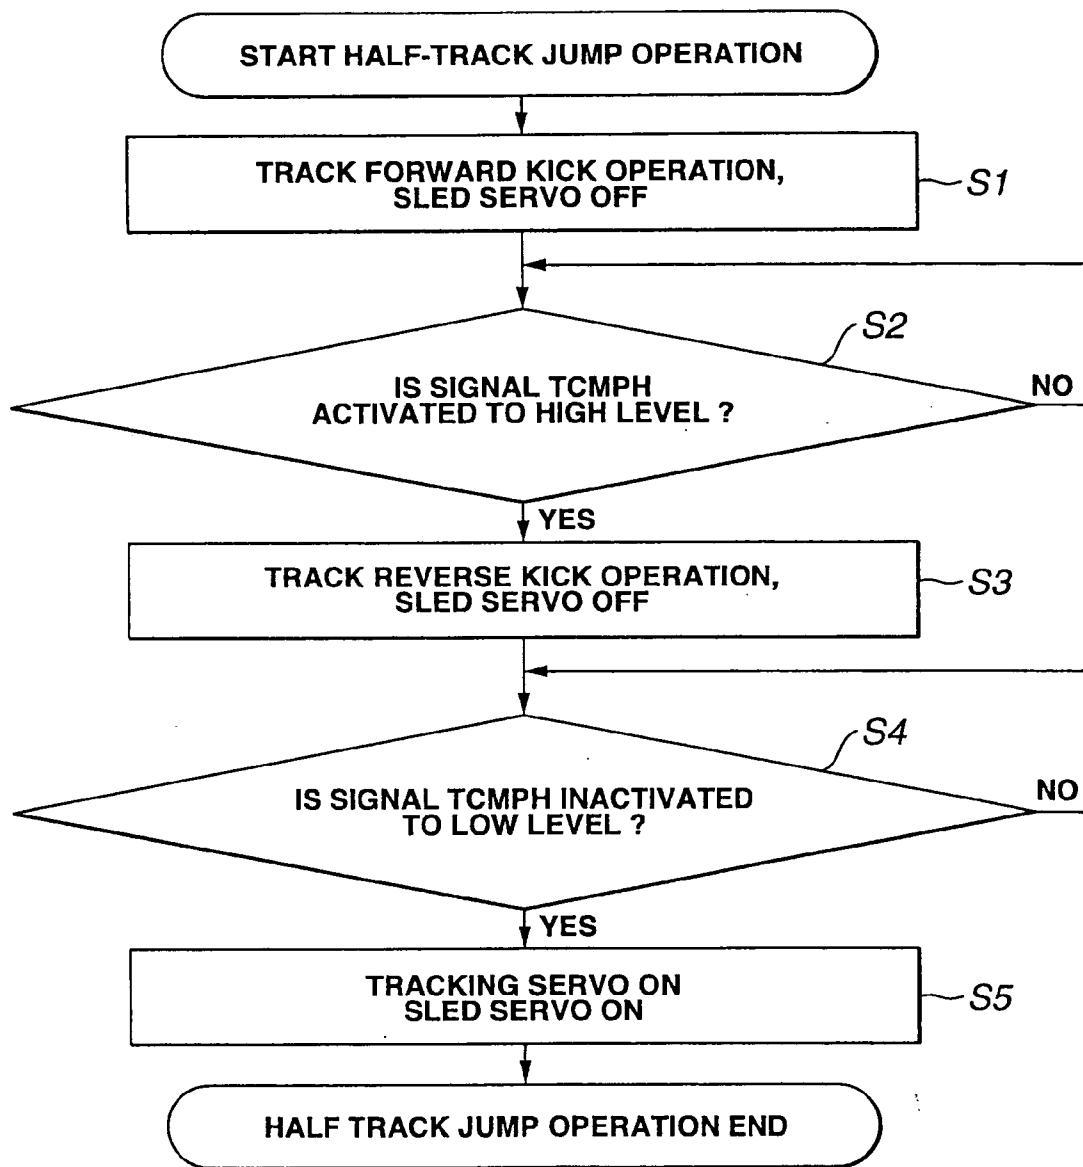 START HALF-TRACK JUMP OPERATION
TRACK FORWARD KICK OPERATION,
SLED SERVO OFF
S1
S2
IS SIGNAL TCMPH
ACTIVATED TO HIGH LEVEL ?
NO
YES
TRACK REVERSE KICK OPERATION,
SLED SERVO OFF
S3
S4
IS SIGNAL TCMPH INACTIVATED
TO LOW LEVEL ?
NO
YES
TRACKING SERVO ON
SLED SERVO ON
S5
HALF TRACK JUMP OPERATION END